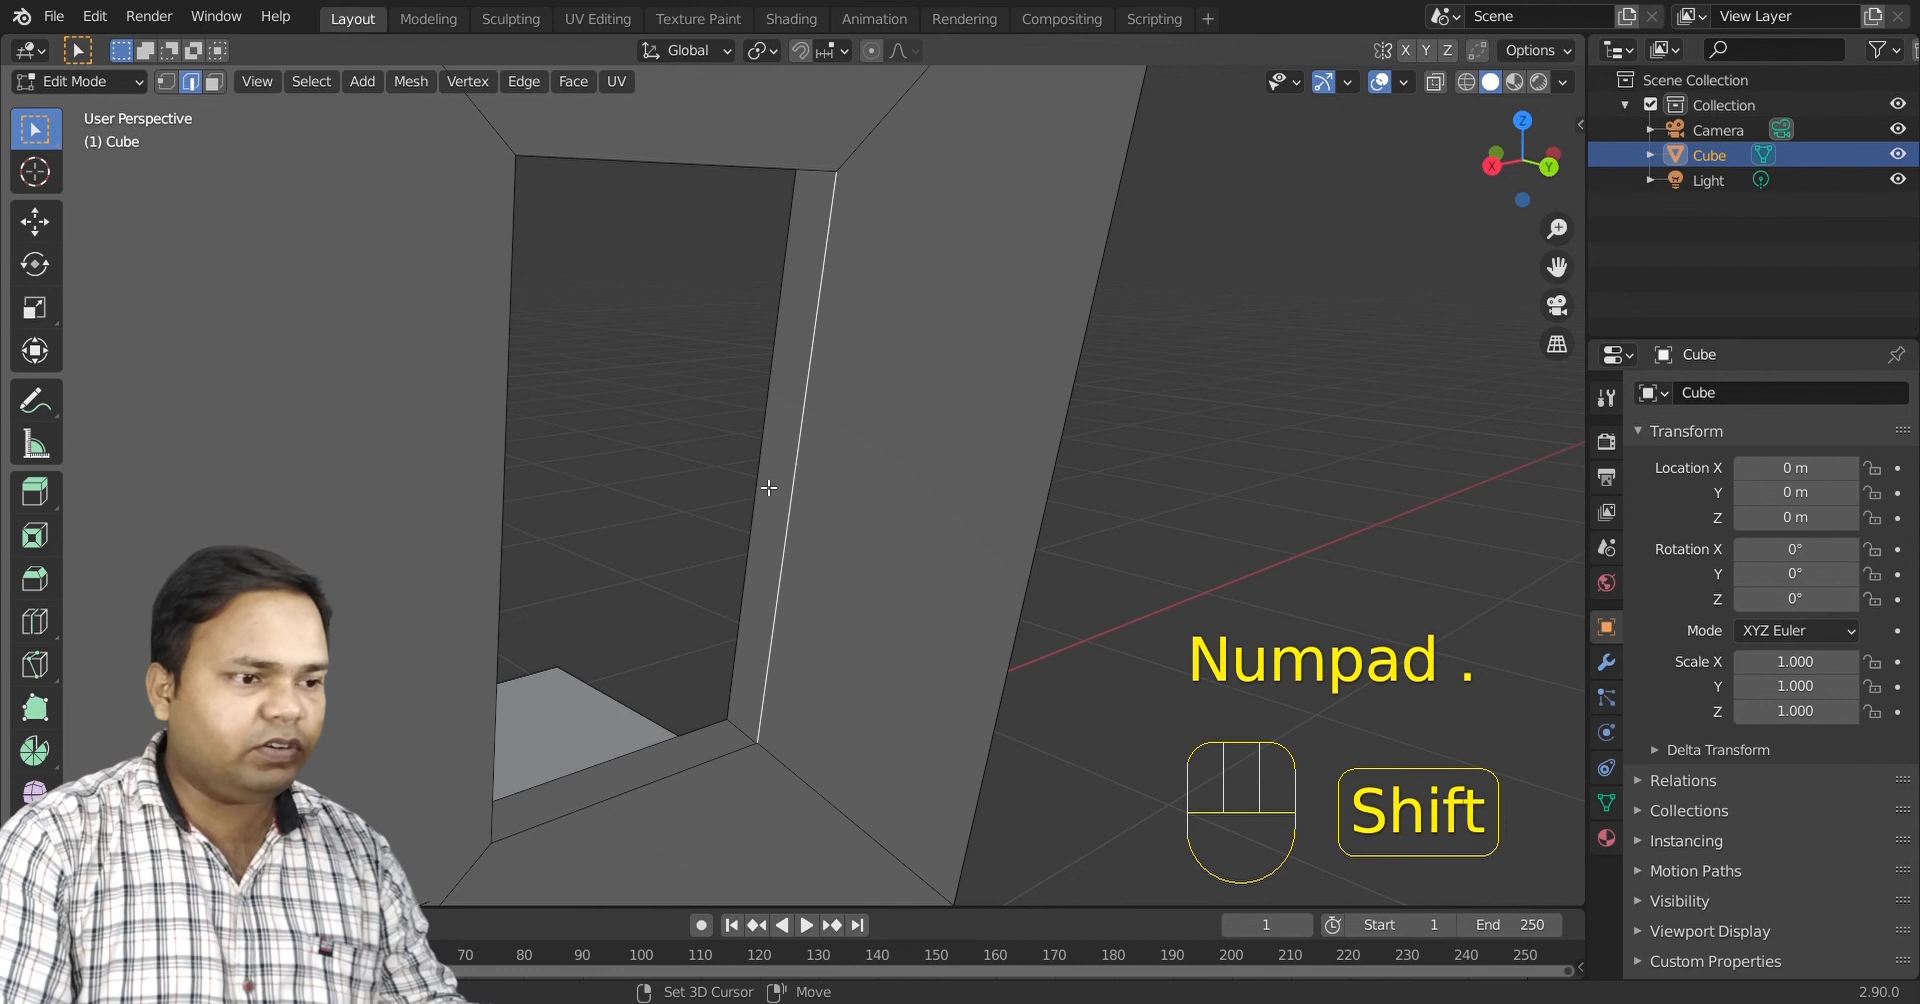 File Edit Render Window Help Layout Modeling Sculpting UV Editing Texture Paint Shading Animation Rendering Compositing Scripting + Scene View Layer
Global X Y Z Options
Edit Mode View Select Add Mesh Vertex Edge Face UV
User Perspective
(1) Cube
Z
X
Y
Scene Collection
Collection
Camera
Cube
Light
Cube
Cube
Transform
Location X 0 m
Y 0 m
Z 0 m
Rotation X 0°
Y 0°
Z 0°
Mode XYZ Euler
Scale X 1.000
Y 1.000
Z 1.000
Delta Transform
Relations
Collections
Instancing
Motion Paths
Visibility
Viewport Display
Custom Properties
Numpad .
Shift
1 Start 1 End 250
70 80 90 100 110 120 130 140 150 160 170 180 190 200 210 220 230 240 250
Set 3D Cursor Move 2.90.0